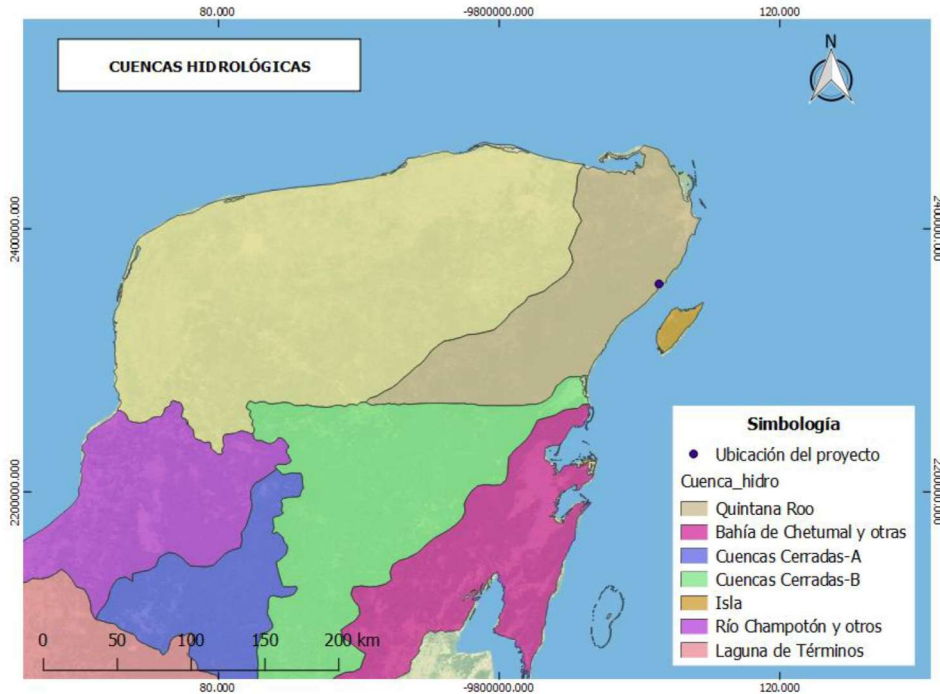 80.000
-9800000.000
120.000
CUENCAS HIDROLÓGICAS
N
2400000.000
2400000.000
Simbología
Ubicación del proyecto
Cuenca_hidro
Quintana Roo
Bahía de Chetumal y otras
Cuencas Cerradas-A
Cuencas Cerradas-B
Isla
Río Champotón y otros
Laguna de Términos
2200000.000
2200000.000
0 50 100 150 200 km
80.000
-9800000.000
120.000